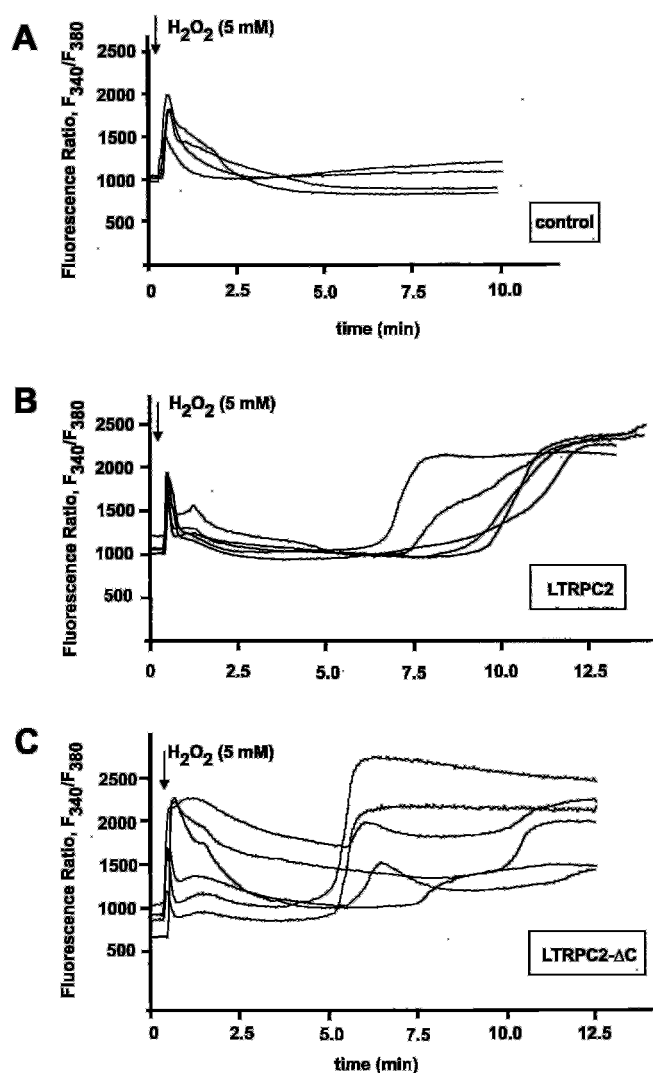 A
H2O2 (5 mM)
Fluorescence Ratio, F340/F380
2500
2000
1500
1000
500
0
2.5
5.0
7.5
10.0
time (min)
control
B
H2O2 (5 mM)
Fluorescence Ratio, F340/F380
2500
2000
1500
1000
500
0
2.5
5.0
7.5
10.0
12.5
LTRPC2
C
H2O2 (5 mM)
Fluorescence Ratio, F340/F380
2500
2000
1500
1000
500
0
2.5
5.0
7.5
10.0
12.5
time (min)
LTRPC2-ΔC